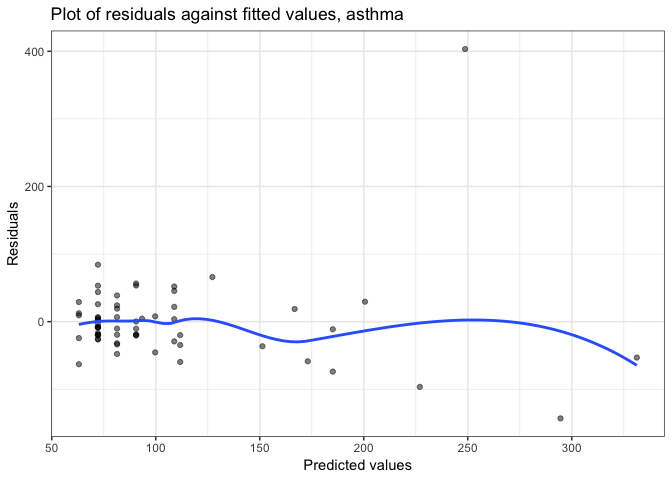 Plot of residuals against fitted values, asthma
400
200
0
Residuals
50 100 150 200 250 300
Predicted values